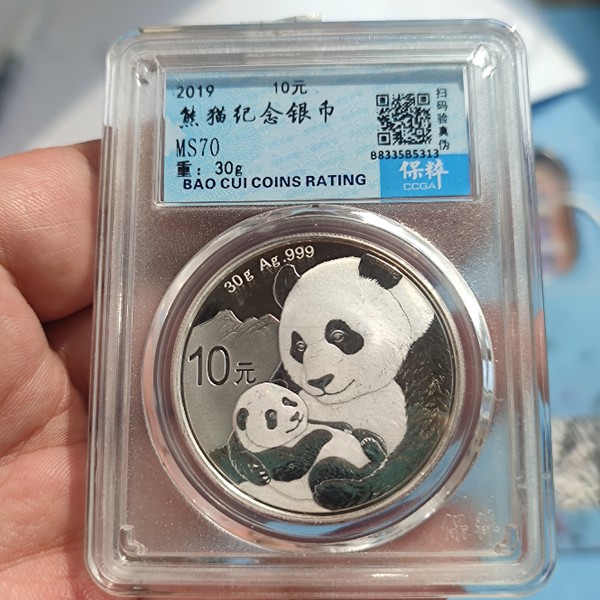 2019 10元
熊猫纪念银币
MS70
重: 30g
BAO CUI COINS RATING
扫码验真伪
B8335B5313
保粹
CCGA
30g Ag.999
10元